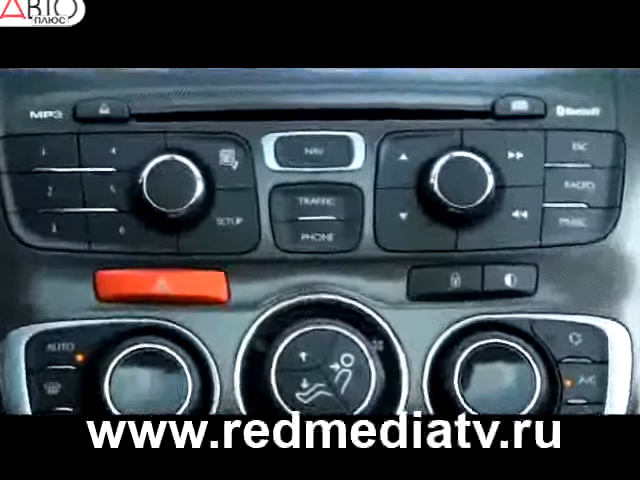 АВТО
ПЛЮС
MP3
Bluetooth
1 4
NAV
ESC
2 5
TRAFFIC
RADIO
3 6
SETUP
PHONE
MUSIC
AUTO
A/C
www.redmediatv.ru